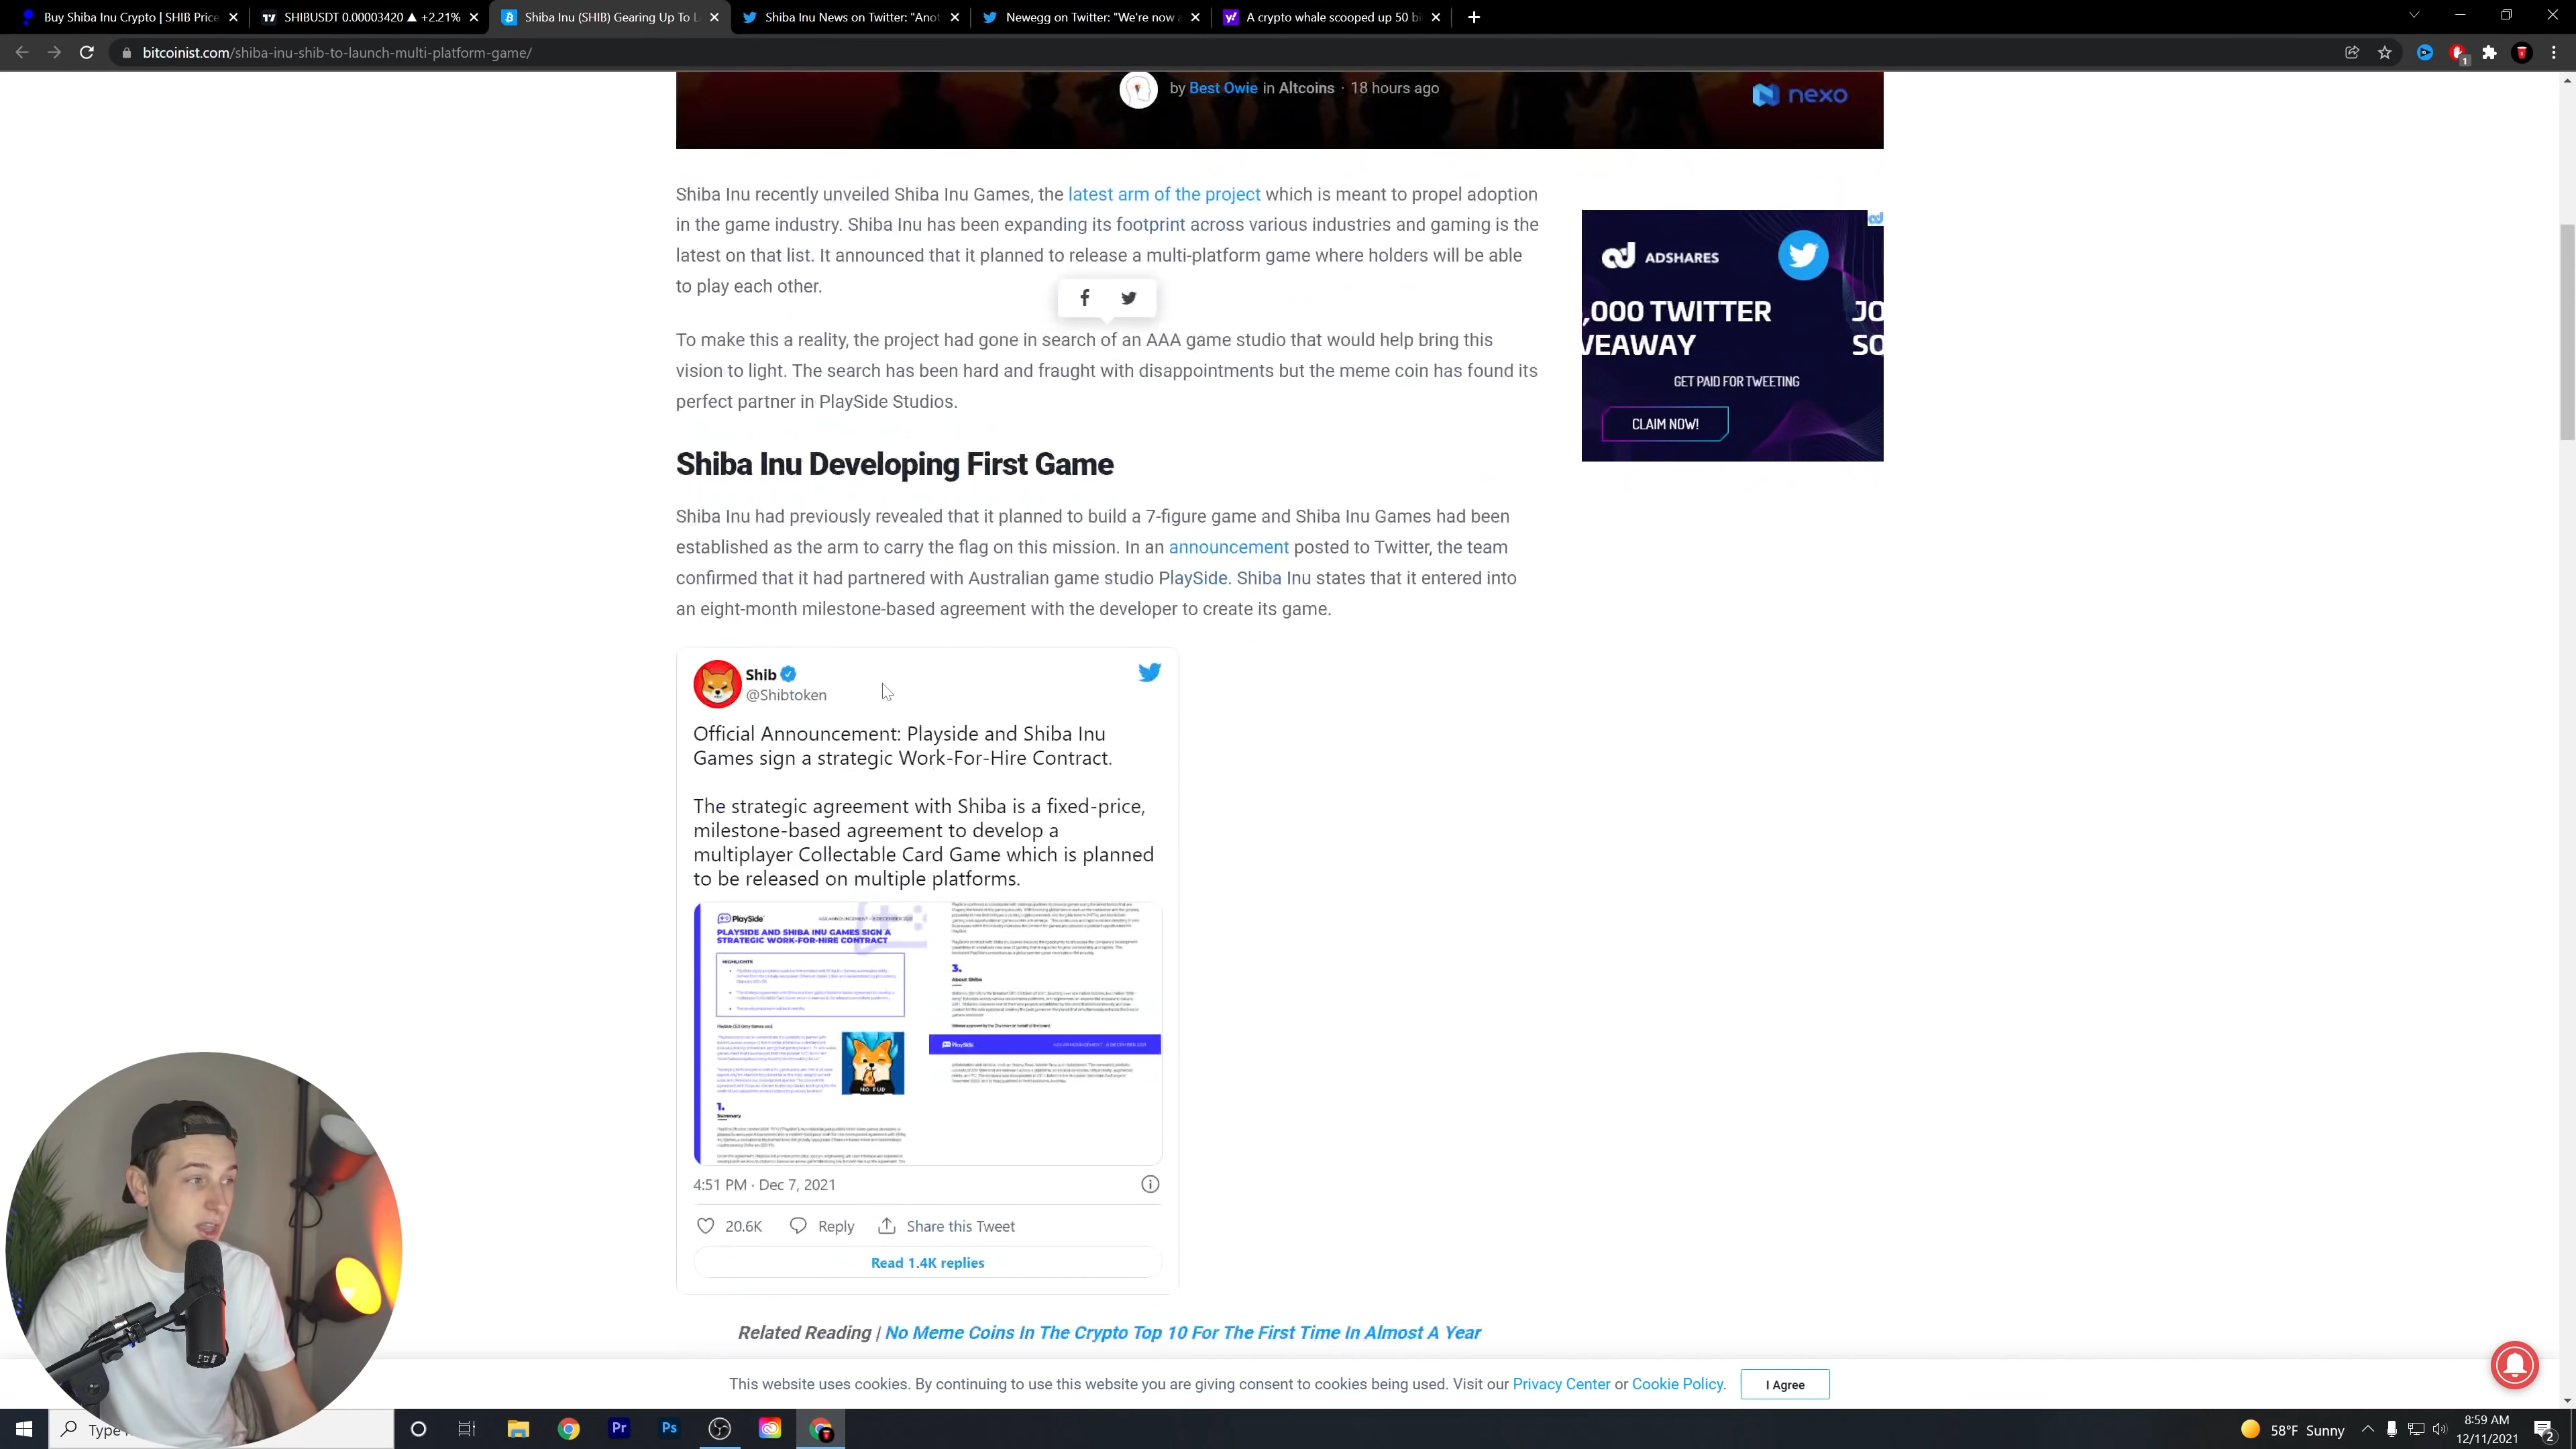 Buy Shiba Inu Crypto | SHIB Price
SHIBUSDT 0.00003420 ▲ +2.21%
Shiba Inu (SHIB) Gearing Up To L
Shiba Inu News on Twitter: "Anot
Newegg on Twitter: "We're now a
A crypto whale scooped up 50 bi
bitcoinist.com/shiba-inu-shib-to-launch-multi-platform-game/
by Best Owie in Altcoins · 18 hours ago
nexo
Shiba Inu recently unveiled Shiba Inu Games, the latest arm of the project which is meant to propel adoption
in the game industry. Shiba Inu has been expanding its footprint across various industries and gaming is the
latest on that list. It announced that it planned to release a multi-platform game where holders will be able
to play each other.
To make this a reality, the project had gone in search of an AAA game studio that would help bring this
vision to light. The search has been hard and fraught with disappointments but the meme coin has found its
perfect partner in PlaySide Studios.
ADSHARES
,000 TWITTER
VEAWAY
JO
SO
GET PAID FOR TWEETING
CLAIM NOW!
Shiba Inu Developing First Game
Shiba Inu had previously revealed that it planned to build a 7-figure game and Shiba Inu Games had been
established as the arm to carry the flag on this mission. In an announcement posted to Twitter, the team
confirmed that it had partnered with Australian game studio PlaySide. Shiba Inu states that it entered into
an eight-month milestone-based agreement with the developer to create its game.
Shib
@Shibtoken
Official Announcement: Playside and Shiba Inu
Games sign a strategic Work-For-Hire Contract.
The strategic agreement with Shiba is a fixed-price,
milestone-based agreement to develop a
multiplayer Collectable Card Game which is planned
to be released on multiple platforms.
PlaySide
PLAYSIDE AND SHIBA INU GAMES SIGN A
STRATEGIC WORK-FOR-HIRE CONTRACT
HIGHLIGHTS
NO FUD
1.
Summary
3.
About Shiba
PlaySide
4:51 PM · Dec 7, 2021
20.6K Reply Share this Tweet
Read 1.4K replies
Related Reading | No Meme Coins In The Crypto Top 10 For The First Time In Almost A Year
This website uses cookies. By continuing to use this website you are giving consent to cookies being used. Visit our Privacy Center or Cookie Policy.
I Agree
Type
Pr
Ps
58°F Sunny
8:59 AM
12/11/2021
2